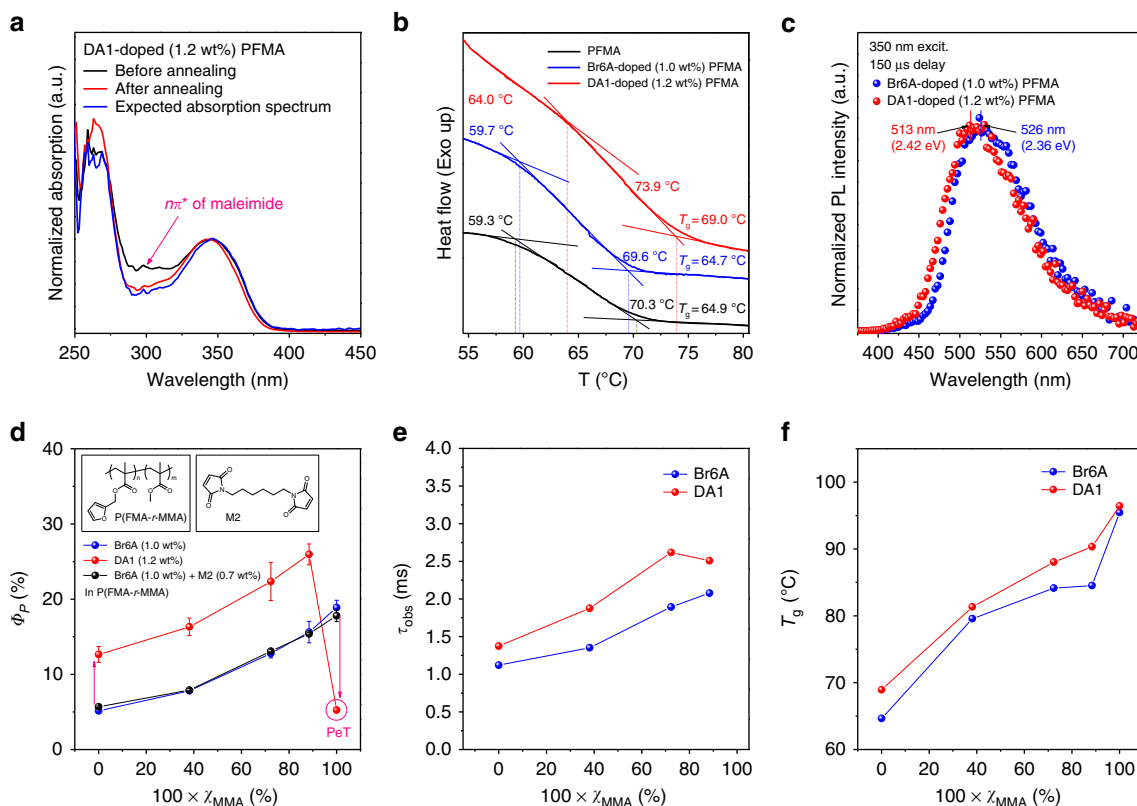 a
DA1-doped (1.2 wt%) PFMA
Before annealing
After annealing
Expected absorption spectrum
nπ* of maleimide
Normalized absorption (a.u.)
250 300 350 400 450
Wavelength (nm)
b
PFMA
Br6A-doped (1.0 wt%) PFMA
DA1-doped (1.2 wt%) PFMA
64.0 °C
59.7 °C
73.9 °C
59.3 °C
Tg = 69.0 °C
69.6 °C
Tg = 64.7 °C
70.3 °C
Tg = 64.9 °C
Heat flow (Exo up)
55 60 65 70 75 80
T (°C)
c
350 nm excit.
150 µs delay
Br6A-doped (1.0 wt%) PFMA
DA1-doped (1.2 wt%) PFMA
513 nm
(2.42 eV)
526 nm
(2.36 eV)
Normalized PL intensity (a.u.)
400 450 500 550 600 650 700
Wavelength (nm)
d
40
30
20
10
0
ΦP (%)
n
m
O
O
O
O
O
P(FMA-r-MMA)
O
O
N
N
O
O
M2
Br6A (1.0 wt%)
DA1 (1.2 wt%)
Br6A (1.0 wt%) + M2 (0.7 wt%)
In P(FMA-r-MMA)
PeT
0 20 40 60 80 100
100 × χMMA (%)
e
Br6A
DA1
4.0
3.5
3.0
2.5
2.0
1.5
1.0
0.5
0.0
τobs (ms)
0 20 40 60 80 100
100 × χMMA (%)
f
Br6A
DA1
100
90
80
70
60
Tg (°C)
0 20 40 60 80 100
100 × χMMA (%)